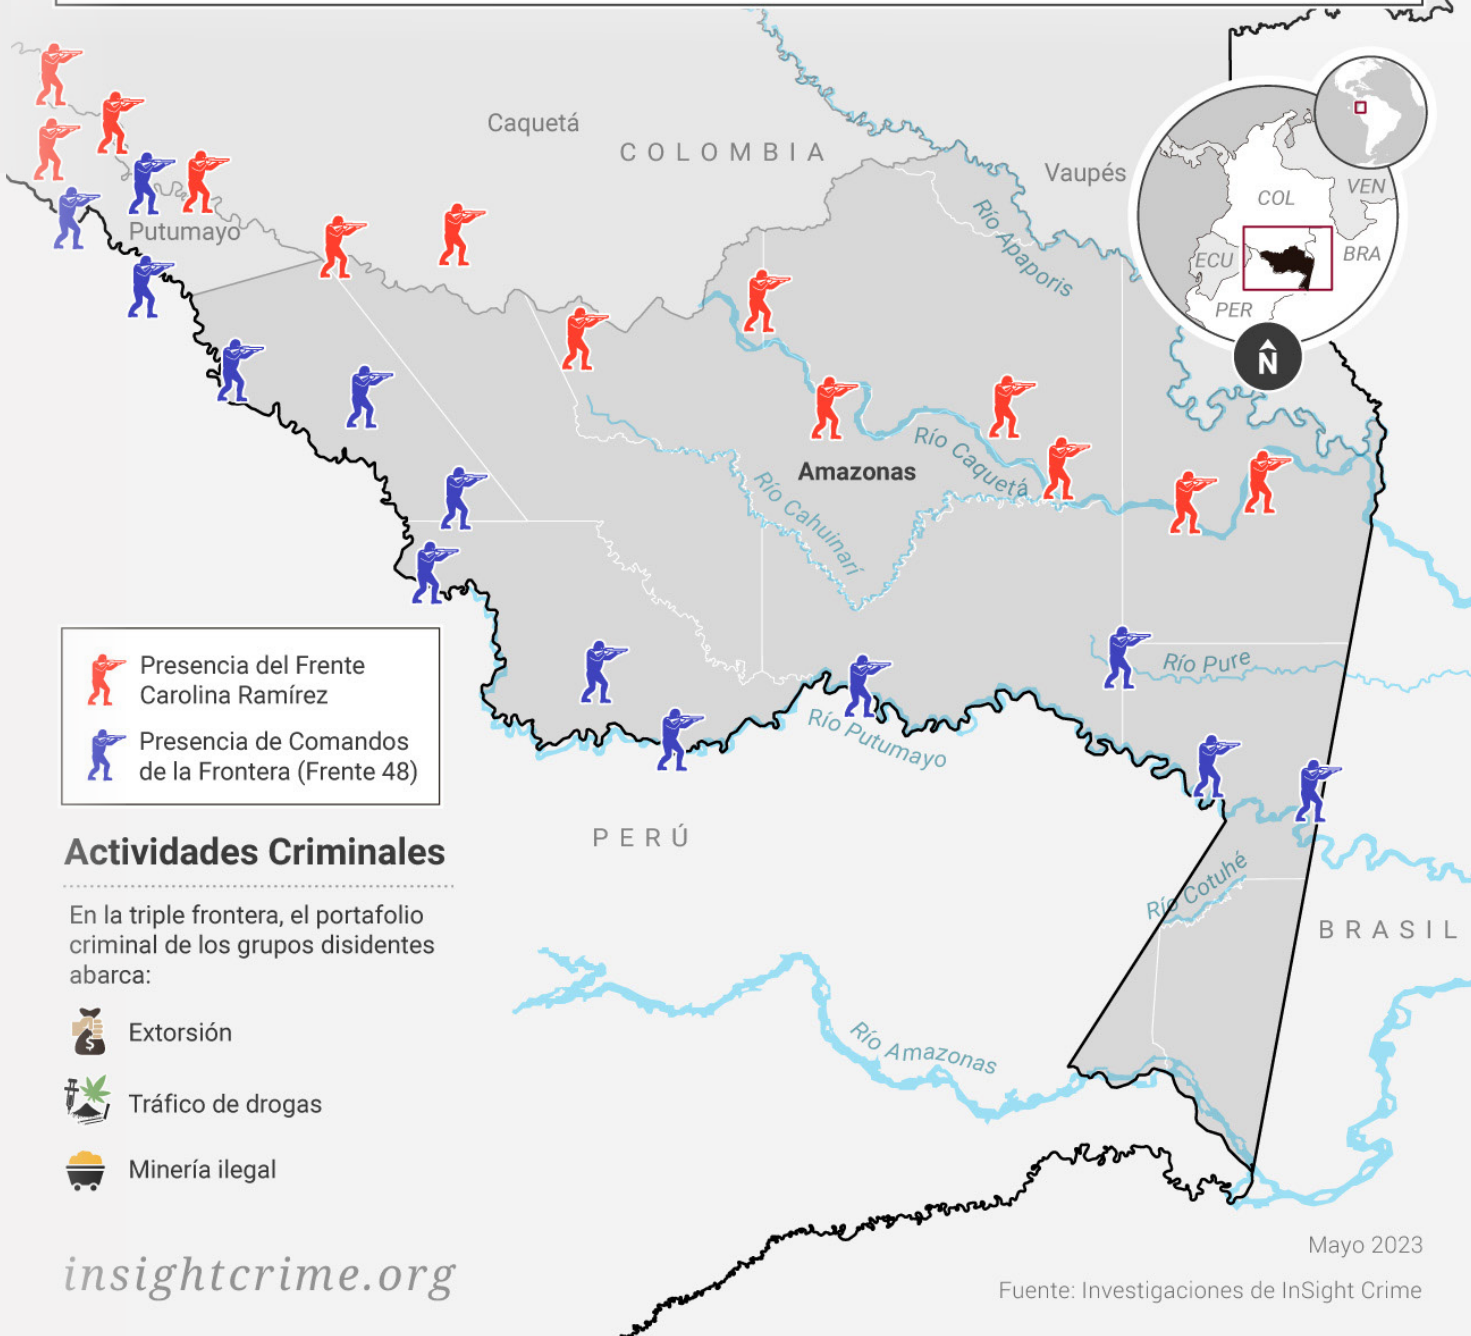 Caquetá
COLOMBIA
Vaupés
Putumayo
Río Apaporis
COL
VEN
ECU
BRA
PER
N
Río Caquetá
Amazonas
Río Cahuinarí
Presencia del Frente
Carolina Ramírez
Presencia de Comandos
de la Frontera (Frente 48)
Río Pure
Río Putumayo
PERÚ
Actividades Criminales
En la triple frontera, el portafolio
criminal de los grupos disidentes
abarca:
Río Cotuhé
BRASIL
Extorsión
Río Amazonas
Tráfico de drogas
Minería ilegal
insightcrime.org
Mayo 2023
Fuente: Investigaciones de InSight Crime